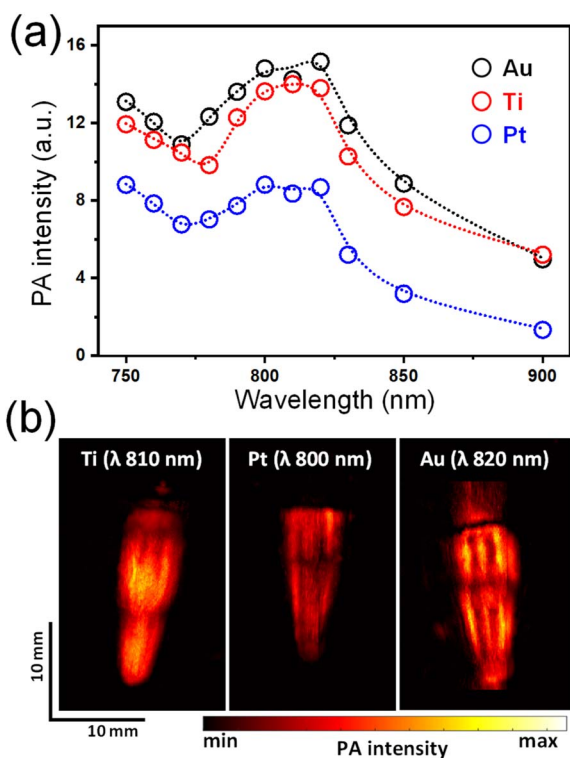 (a)
16
12
8
4
0
PA intensity (a.u.)
Au
Ti
Pt
750 800 850 900
Wavelength (nm)
(b)
Ti (λ 810 nm) Pt (λ 800 nm) Au (λ 820 nm)
10 mm
10 mm
min max
PA intensity